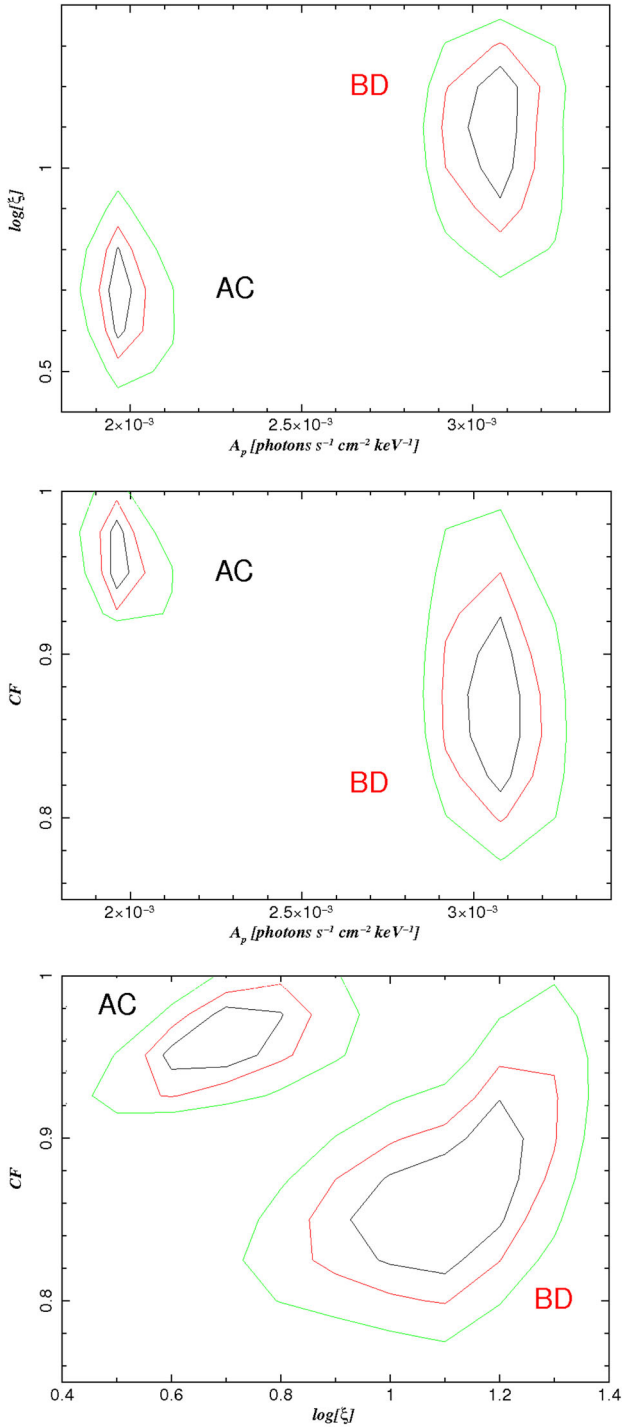 BD
AC
log[ξ]
1
0.5
2×10⁻³
2.5×10⁻³
3×10⁻³
A_p [photons s⁻¹ cm⁻² keV⁻¹]
1
AC
0.9
CF
BD
0.8
2×10⁻³
2.5×10⁻³
3×10⁻³
A_p [photons s⁻¹ cm⁻² keV⁻¹]
1
AC
0.9
CF
0.8
BD
0.4
0.6
0.8
1
1.2
1.4
log[ξ]